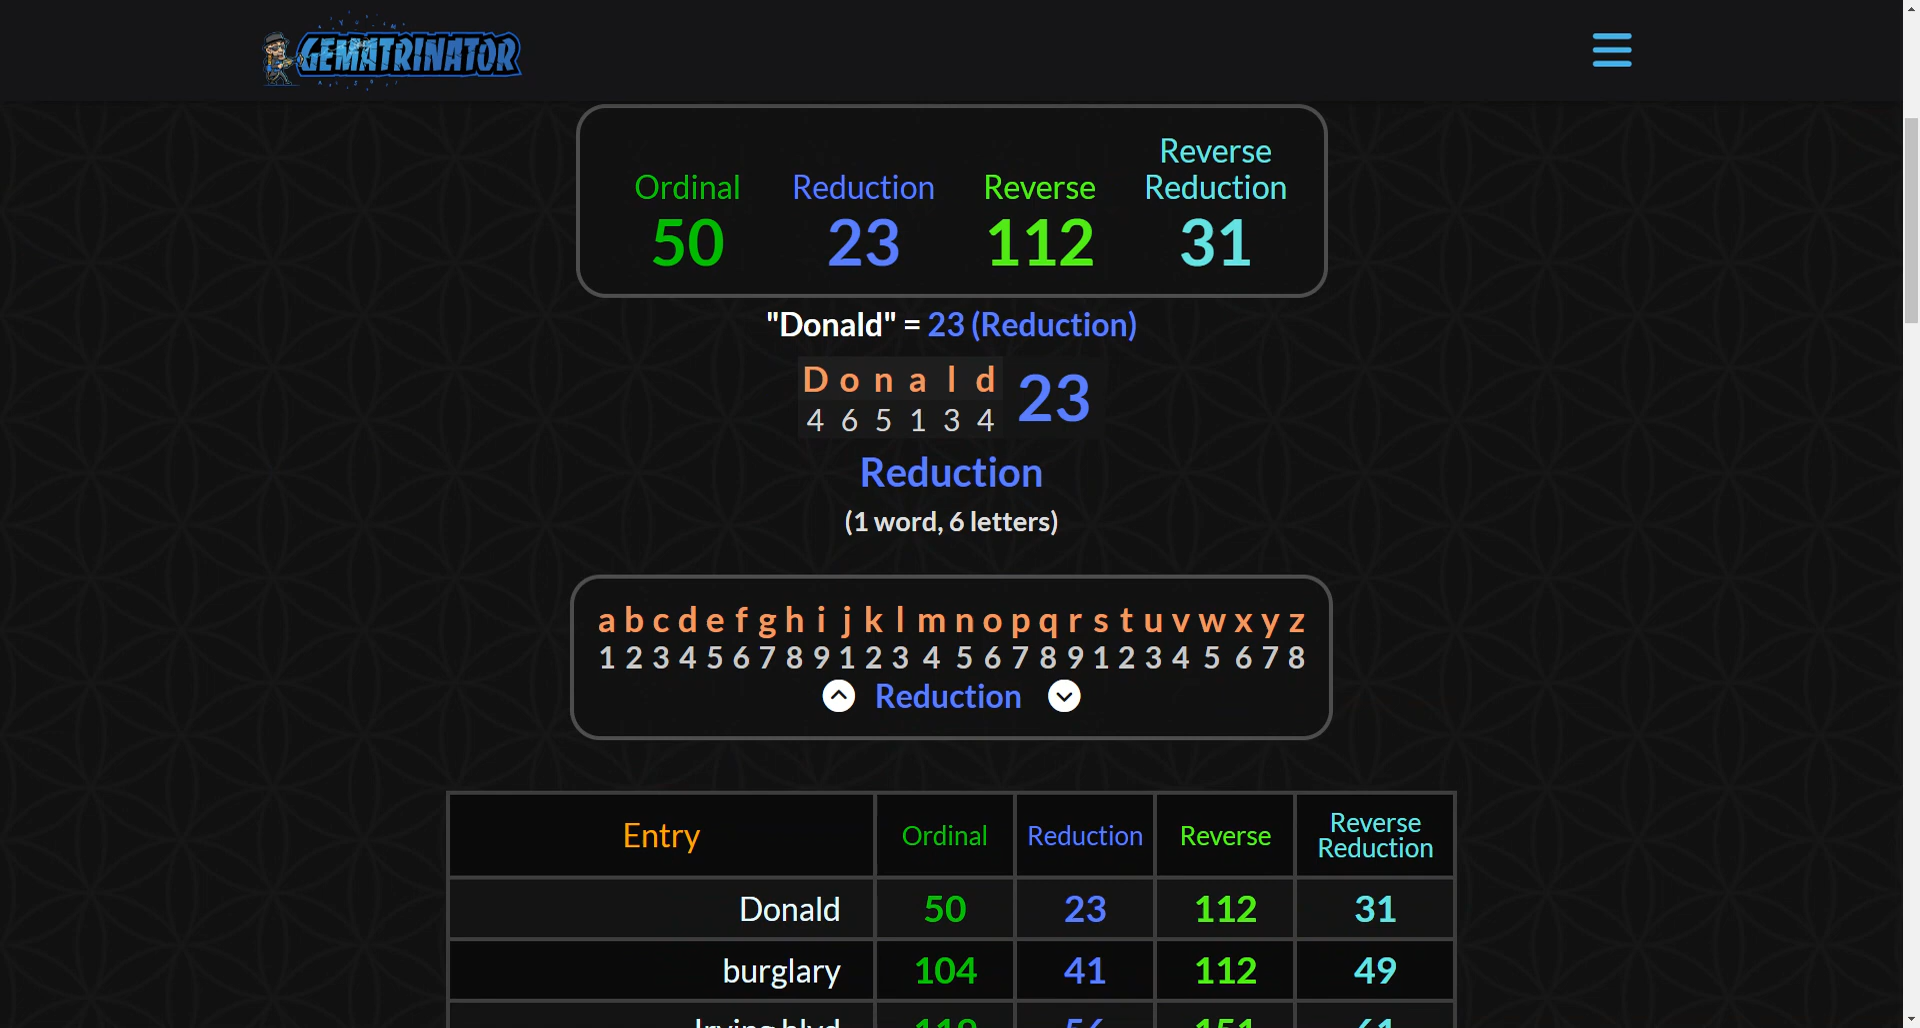 GEMATRINATOR
Ordinal Reduction Reverse Reverse Reduction
50 23 112 31
"Donald" = 23 (Reduction)
D o n a l d 23
4 6 5 1 3 4
Reduction
(1 word, 6 letters)
a b c d e f g h i j k l m n o p q r s t u v w x y z
1 2 3 4 5 6 7 8 9 1 2 3 4 5 6 7 8 9 1 2 3 4 5 6 7 8
Reduction
Entry Ordinal Reduction Reverse Reverse Reduction
Donald 50 23 112 31
burglary 104 41 112 49